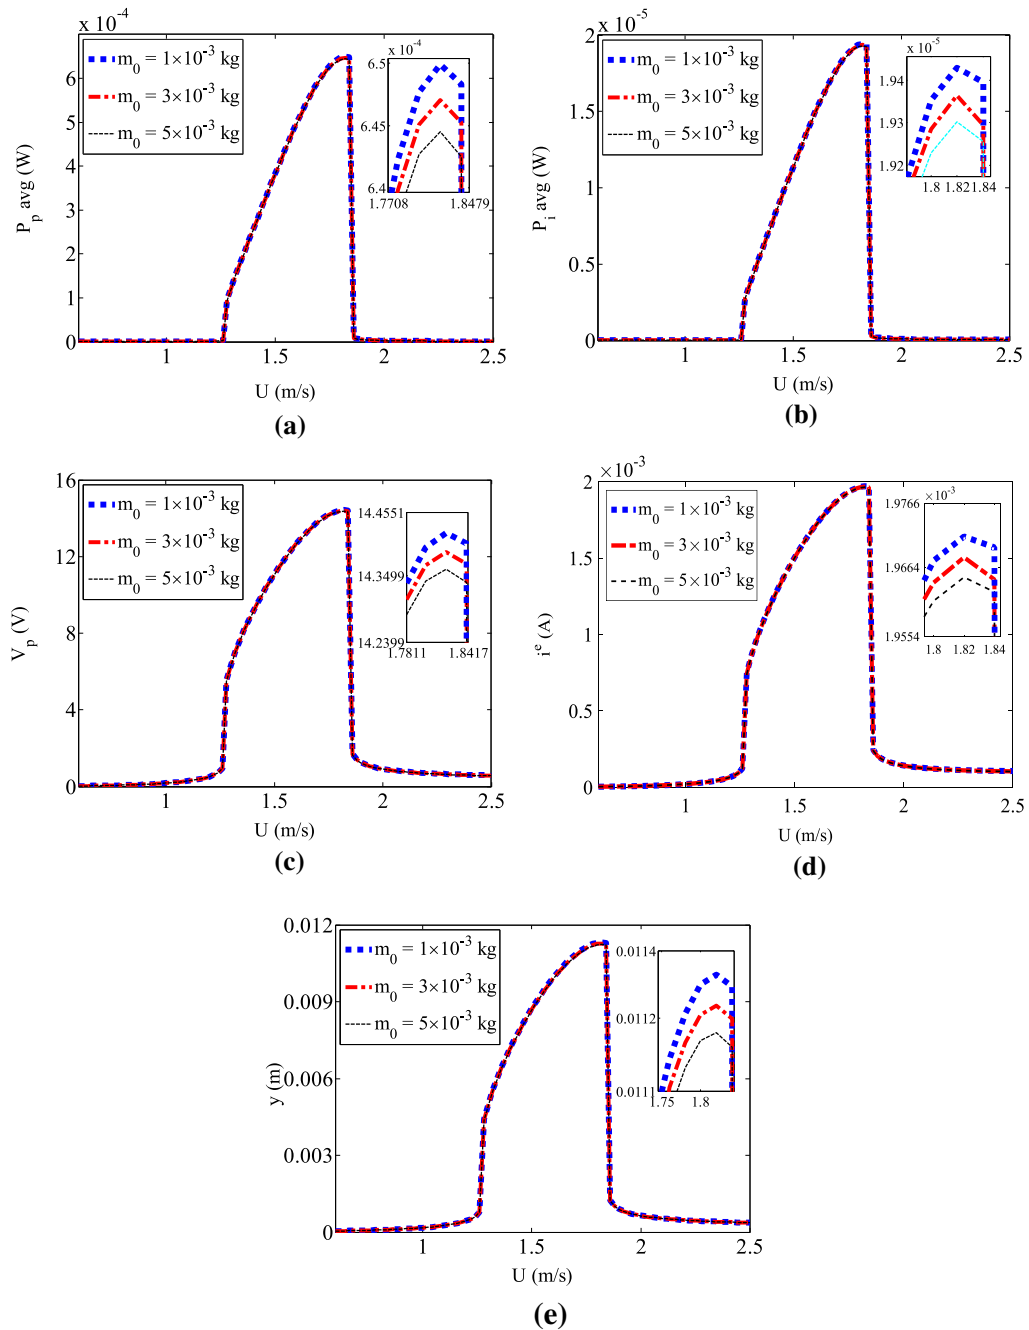 x 10-4
P_p avg (W)
6
4
2
0
m_0 = 1×10^-3 kg
m_0 = 3×10^-3 kg
m_0 = 5×10^-3 kg
x 10^-4
6.5
6.45
6.4
1.7708 1.8479
1 1.5 2 2.5
U (m/s)
(a)
x 10^-5
P_i avg (W)
2
1.5
1
0.5
0
m_0 = 1×10^-3 kg
m_0 = 3×10^-3 kg
m_0 = 5×10^-3 kg
x 10^-5
1.94
1.93
1.92
1.8 1.82 1.84
1 1.5 2 2.5
U (m/s)
(b)
V_p (V)
16
12
8
4
0
m_0 = 1×10^-3 kg
m_0 = 3×10^-3 kg
m_0 = 5×10^-3 kg
14.4551
14.3499
14.2399
1.7811 1.8417
1 1.5 2 2.5
U (m/s)
(c)
×10^-3
i^e (A)
2
1.5
1
0.5
0
m_0 = 1×10^-3 kg
m_0 = 3×10^-3 kg
m_0 = 5×10^-3 kg
×10^-3
1.9766
1.9664
1.9554
1.8 1.82 1.84
1 1.5 2 2.5
U (m/s)
(d)
y (m)
0.012
0.009
0.006
0.003
0
m_0 = 1×10^-3 kg
m_0 = 3×10^-3 kg
m_0 = 5×10^-3 kg
0.0114
0.0112
0.0111
1.75 1.8
1 1.5 2 2.5
U (m/s)
(e)